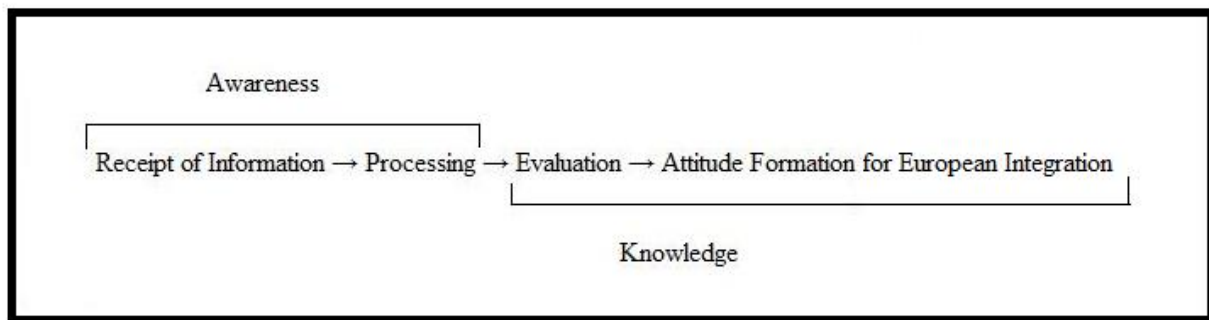 Awareness
Receipt of Information → Processing → Evaluation → Attitude Formation for European Integration
Knowledge